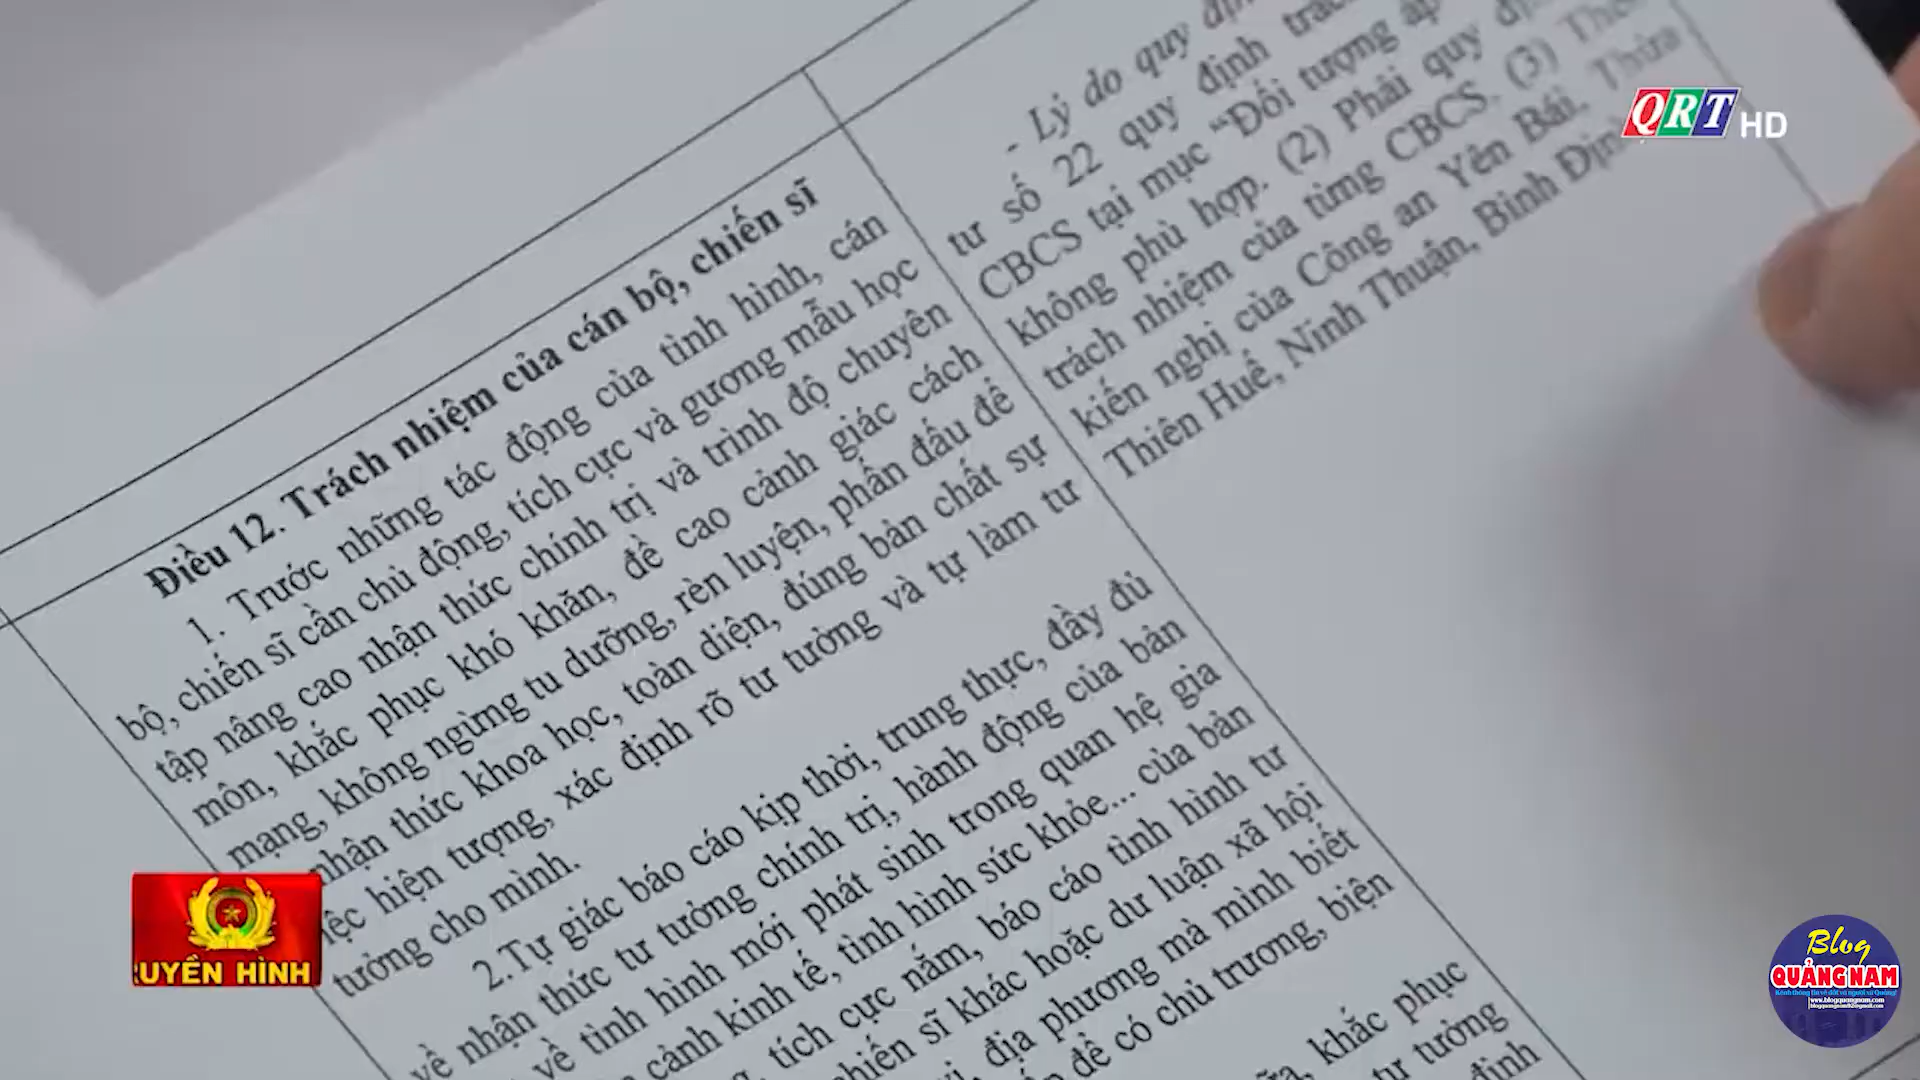 Điều 12. Trách nhiệm của cán bộ, chiến sĩ
1. Trước những tác động của tình hình, cán
bộ, chiến sĩ cần chủ động, tích cực và gương mẫu học
tập nâng cao nhận thức chính trị và trình độ chuyên
môn, khắc phục khó khăn, đề cao cảnh giác cách
mạng, không ngừng tu dưỡng, rèn luyện, phấn đấu để
nhận thức khoa học, toàn diện, đúng bản chất sự
hiện tượng, xác định rõ tư tưởng và tự làm tư
tưởng cho mình.
2.Tự giác báo cáo kịp thời, trung thực, đầy đủ
về nhận thức tư tưởng chính trị, hành động của bản
về tình hình mới phát sinh trong quan hệ gia
cảnh kinh tế, tình hình sức khỏe... của bản
tích cực nắm, báo cáo tình hình tư
chiến sĩ khác hoặc dư luận xã hội
địa phương mà mình biết
để có chủ trương, biện
khắc phục
tư tưởng
định
- Lý do quy
tư số 22 quy định
CBCS tại mục “Đối tượng áp
không phù hợp. (2) Phải quy
trách nhiệm của từng CBCS. (3)
kiến nghị của Công an Yên Bái, Thừa
Thiên Huế, Ninh Thuận, Bình
QRT HD
RUYỀN HÌNH
Blog
QUẢNG NAM